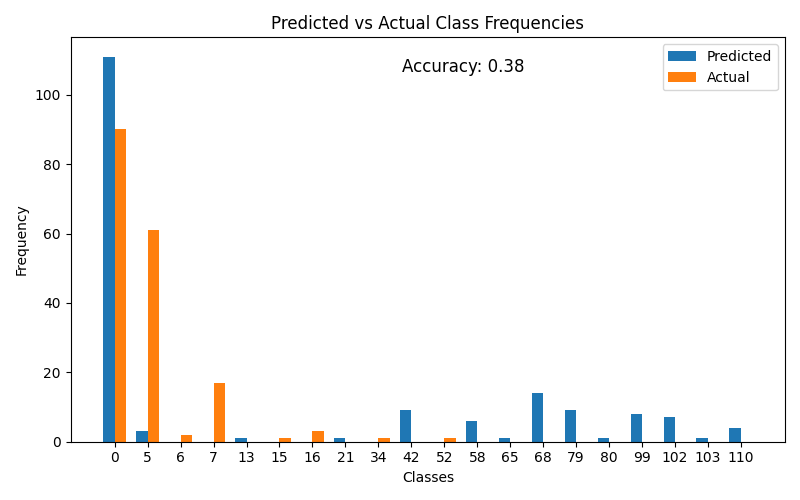 Predicted vs Actual Class Frequencies
Accuracy: 0.38
Predicted
Actual
Frequency
100
80
60
40
20
0
0 5 6 7 13 15 16 21 34 42 52 58 65 68 79 80 99 102 103 110
Classes